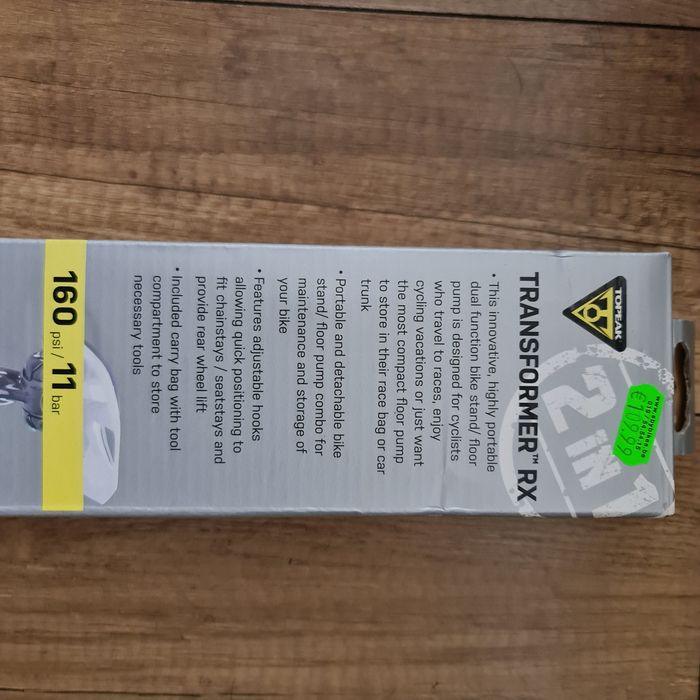 TOPEAK
2 IN 1
€109.99
TRANSFORMER™ RX
• This innovative, highly portable
dual function bike stand/ floor
pump is designed for cyclists
who travel to races, enjoy
cycling vacations or just want
the most compact floor pump
to store in their race bag or car
trunk
• Portable and detachable bike
stand/ floor pump combo for
maintenance and storage of
your bike
• Features adjustable hooks
allowing quick positioning to
fit chainstays / seatstays and
provide rear wheel lift
• Included carry bag with tool
compartment to store
necessary tools
160 psi / 11 bar